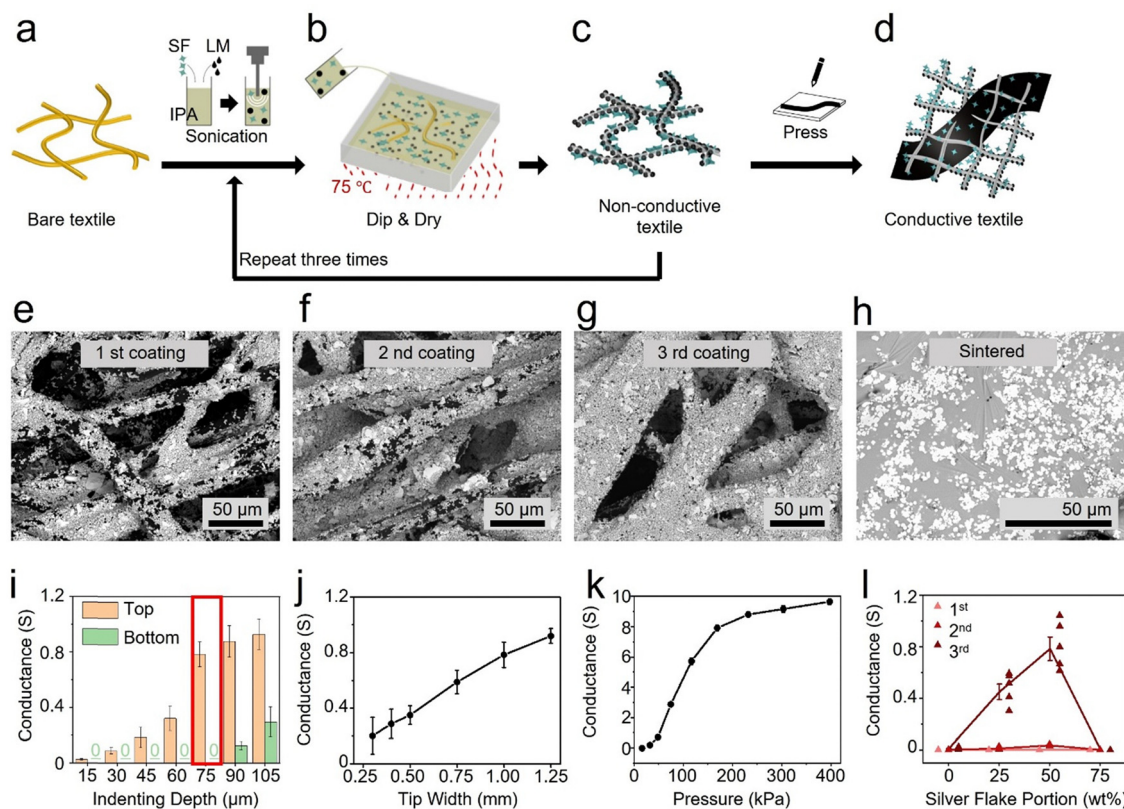 a
SF LM
IPA
Sonication
Bare textile
b
75 ℃
Dip & Dry
c
Non-conductive
textile
Press
d
Conductive textile
Repeat three times
e
1 st coating
50 μm
f
2 nd coating
50 μm
g
3 rd coating
50 μm
h
Sintered
50 μm
i
Conductance (S)
1.2
0.8
0.4
0
Top
Bottom
0 0 0 0 0
15 30 45 60 75 90 105
Indenting Depth (μm)
j
Conductance (S)
1.2
0.8
0.4
0
0.25 0.50 0.75 1.00 1.25
Tip Width (mm)
k
Conductance (S)
10
8
6
4
2
0
0 100 200 300 400
Pressure (kPa)
l
Conductance (S)
1.2
0.8
0.4
0
1st
2nd
3rd
0 25 50 75
Silver Flake Portion (wt%)